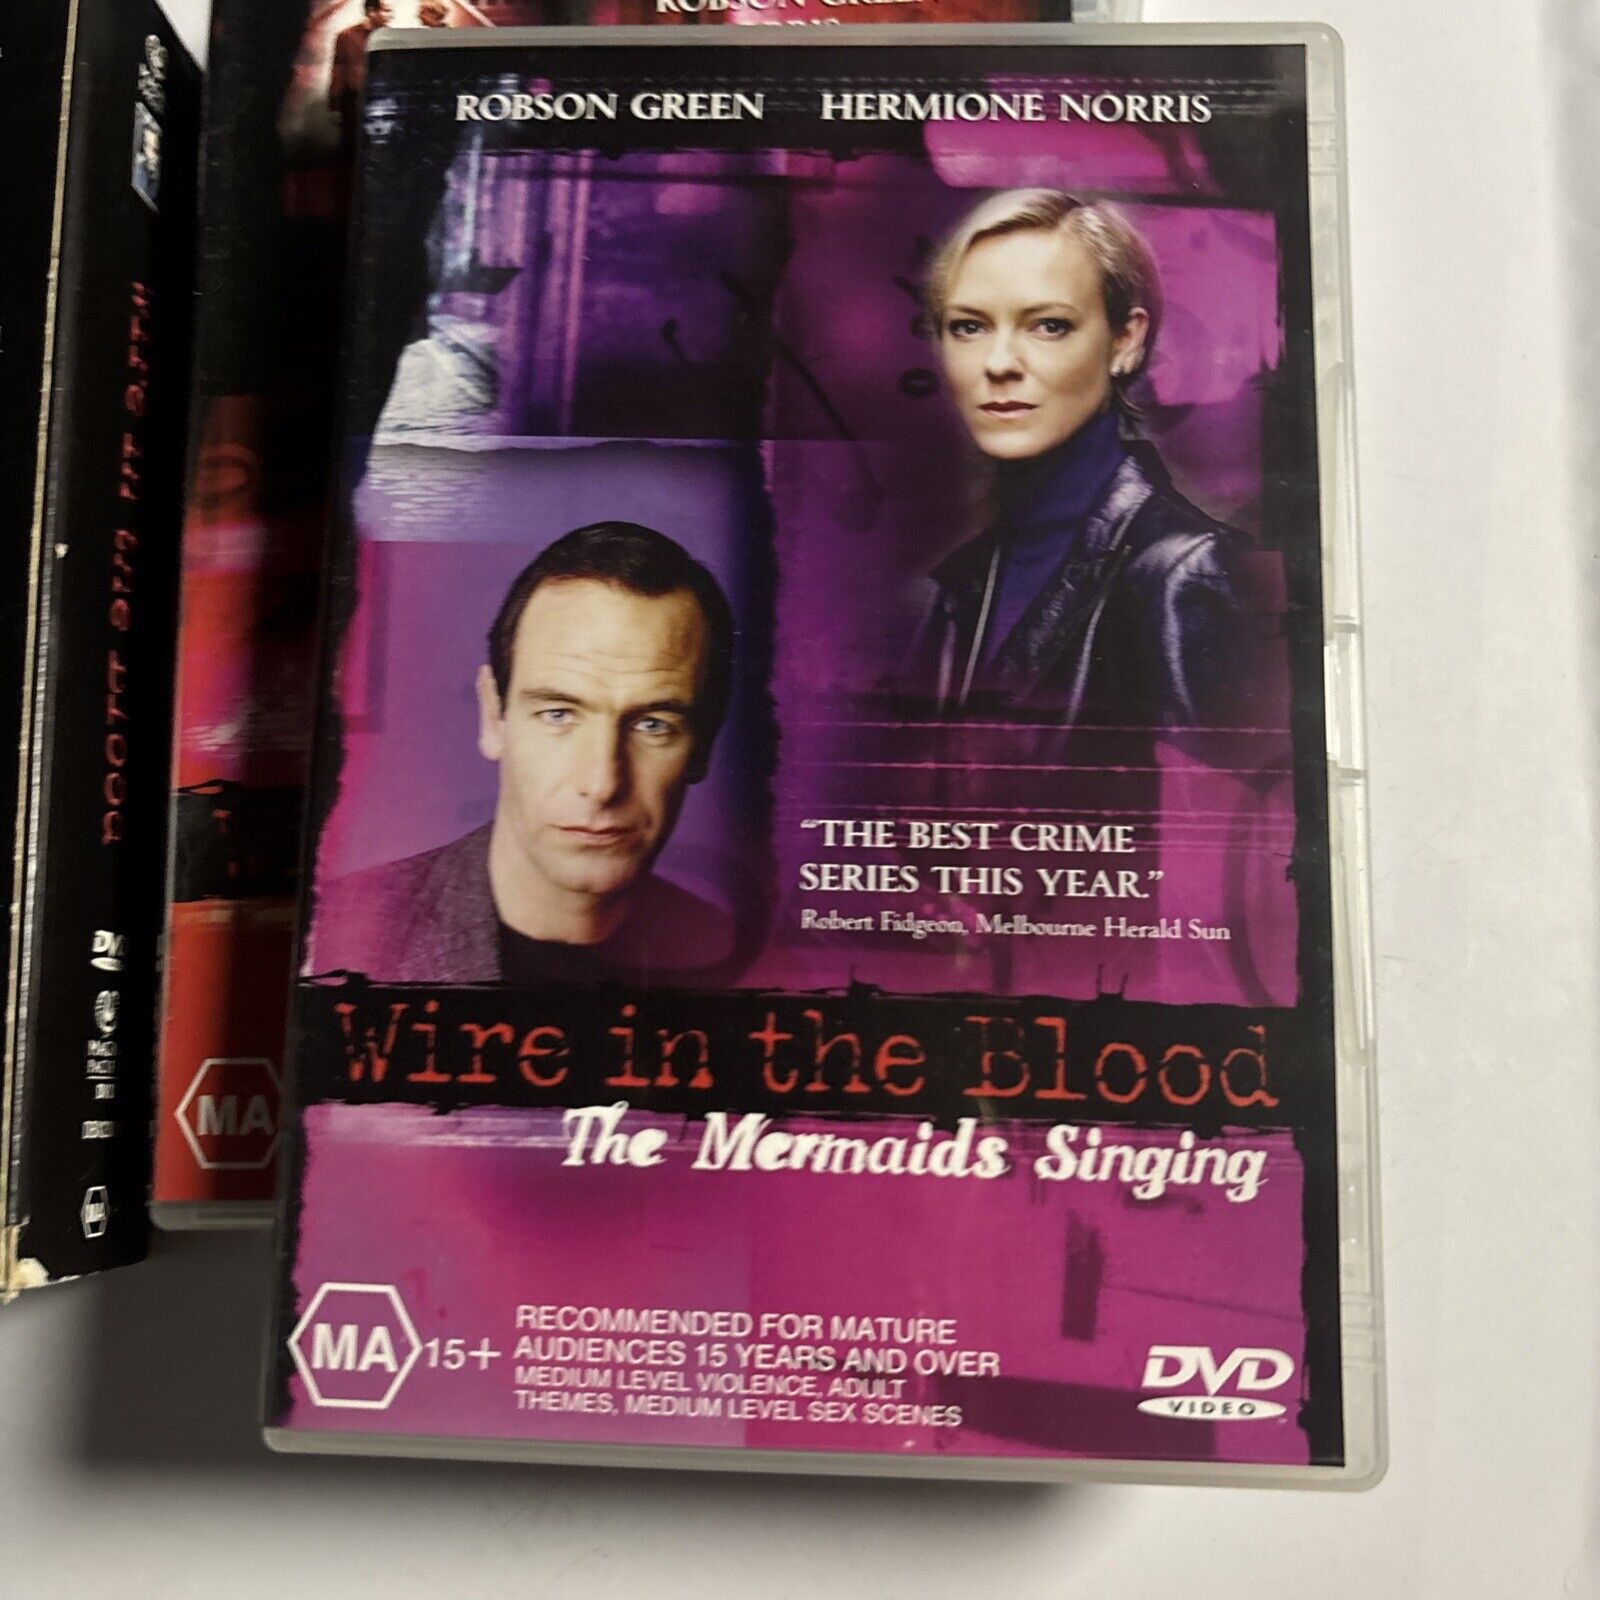 ROBSON GREEN
ROBSON GREEN HERMIONE NORRIS
"THE BEST CRIME
SERIES THIS YEAR."
Robert Fidgeon, Melbourne Herald Sun
Wire in the Blood
The Mermaids Singing
MA 15+
RECOMMENDED FOR MATURE
AUDIENCES 15 YEARS AND OVER
MEDIUM LEVEL VIOLENCE, ADULT
THEMES, MEDIUM LEVEL SEX SCENES
DVD
VIDEO
MA